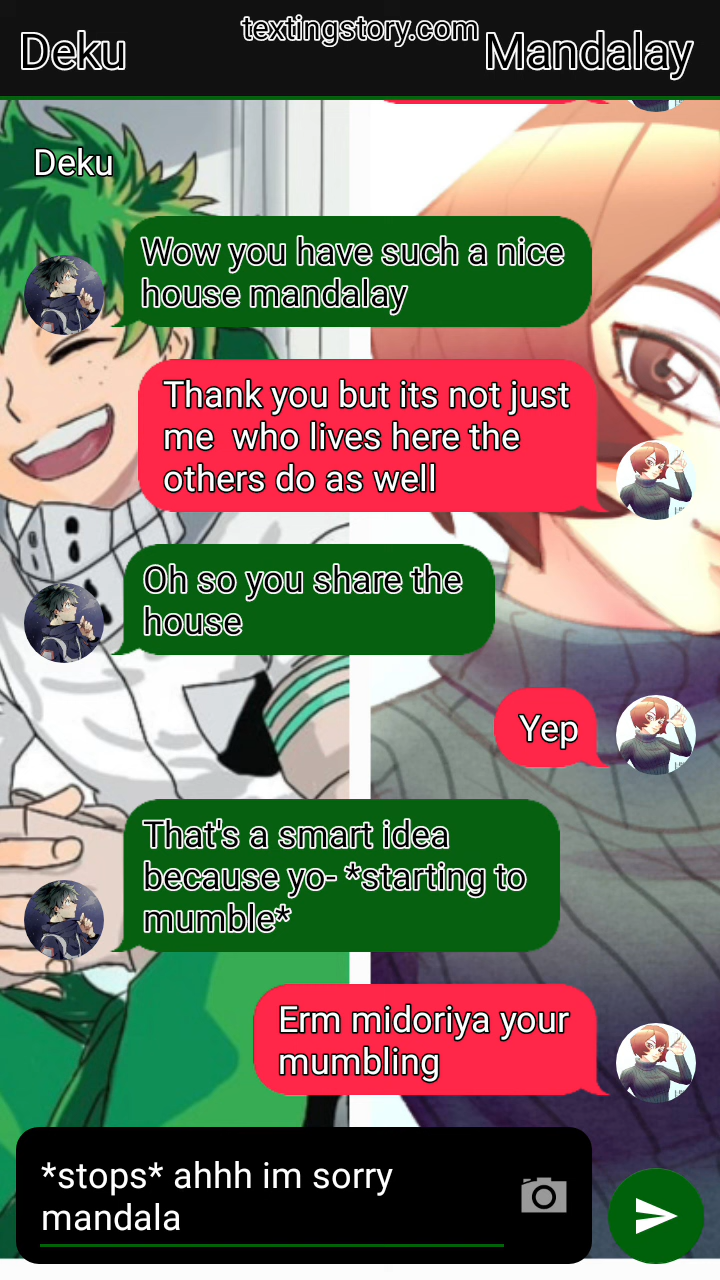 textingstory.com
Deku
Mandalay
Deku
Wow you have such a nice
house mandalay
Thank you but its not just
me  who lives here the
others do as well
Oh so you share the
house
Yep
That's a smart idea
because yo- *starting to
mumble*
Erm midoriya your
mumbling
*stops* ahhh im sorry
mandala